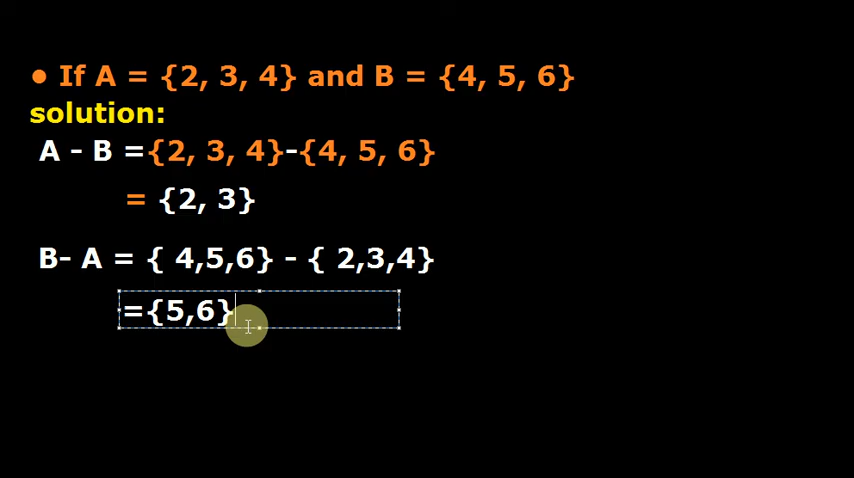 ● If A = {2, 3, 4} and B = {4, 5, 6}
solution:
A – B ={2, 3, 4}-{4, 5, 6}
= {2, 3}
B– A = { 4,5,6} – { 2,3,4}
={5,6}